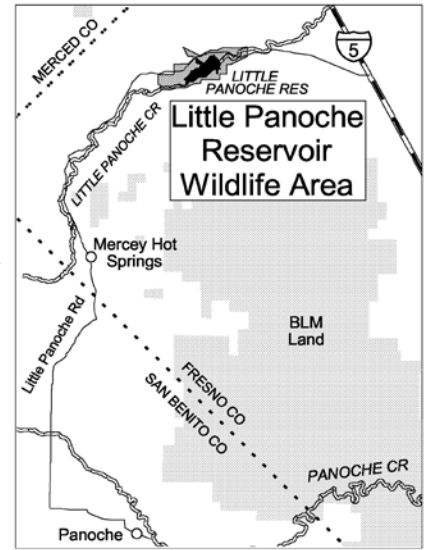 MERCED CO
5
LITTLE
PANOCHE RES
Little Panoche
Reservoir
Wildlife Area
LITTLE PANOCHE CR
Mercey Hot
Springs
BLM
Land
Little Panoche Rd
FRESNO CO
SAN BENITO CO
PANOCHE CR
Panoche